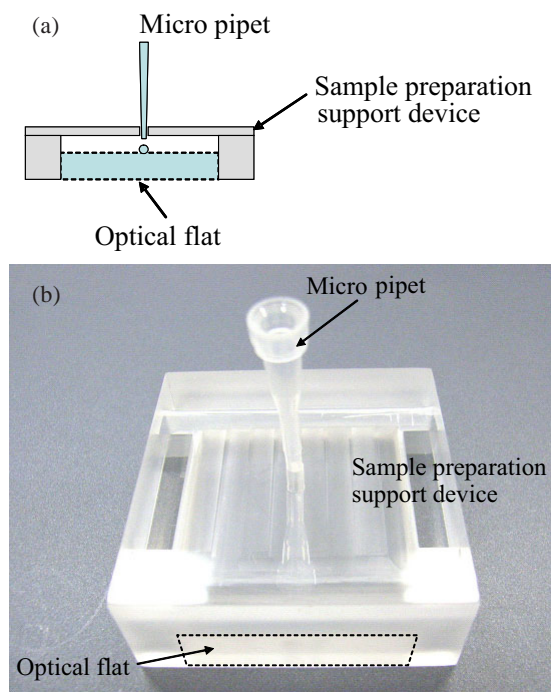 (a)
Micro pipet
Sample preparation
support device
Optical flat
(b)
Micro pipet
Sample preparation
support device
Optical flat